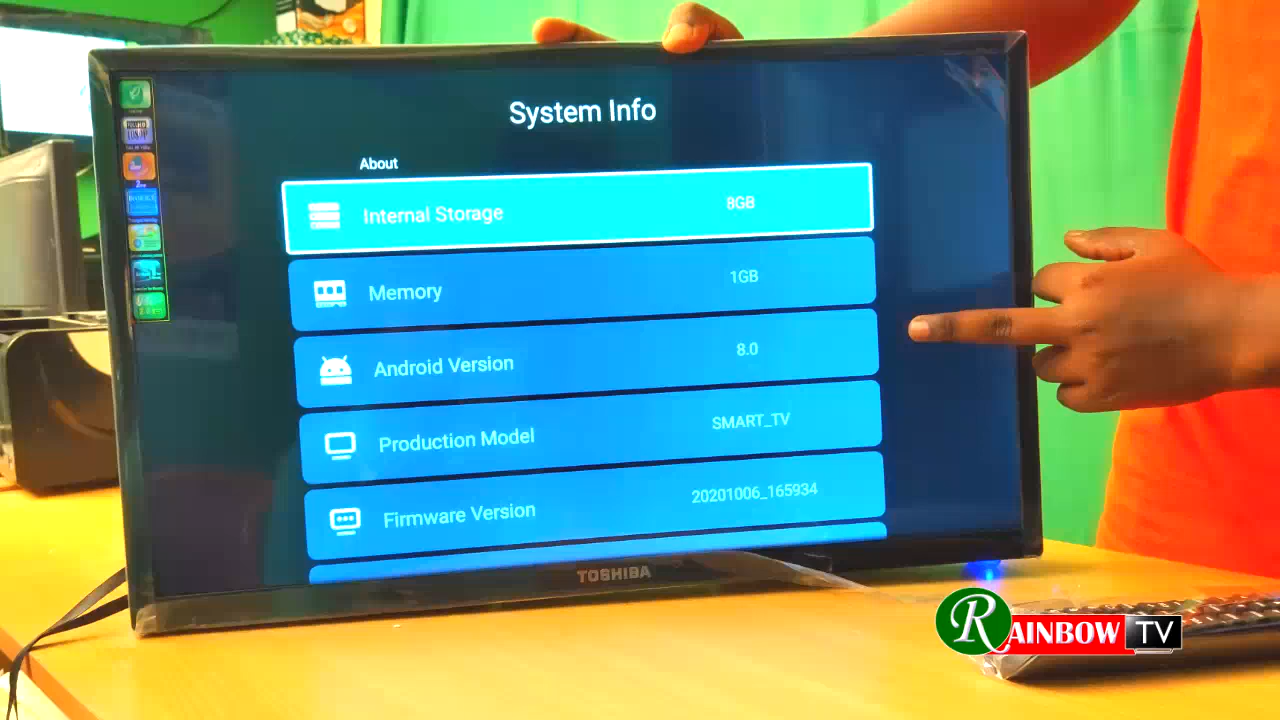 System Info
About
Internal Storage 8GB
Memory 1GB
Android Version 8.0
Production Model SMART_TV
Firmware Version 20201006_165934
TOSHIBA
RAINBOW TV